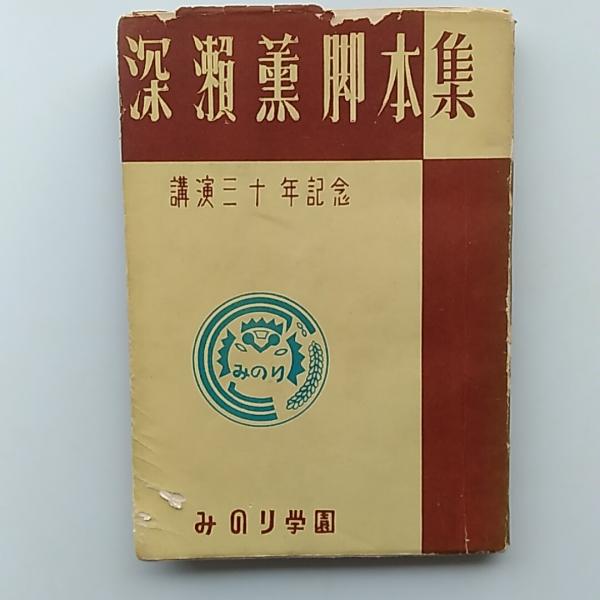 深瀬薫脚本集
講演三十年記念
みのり
みのり学園